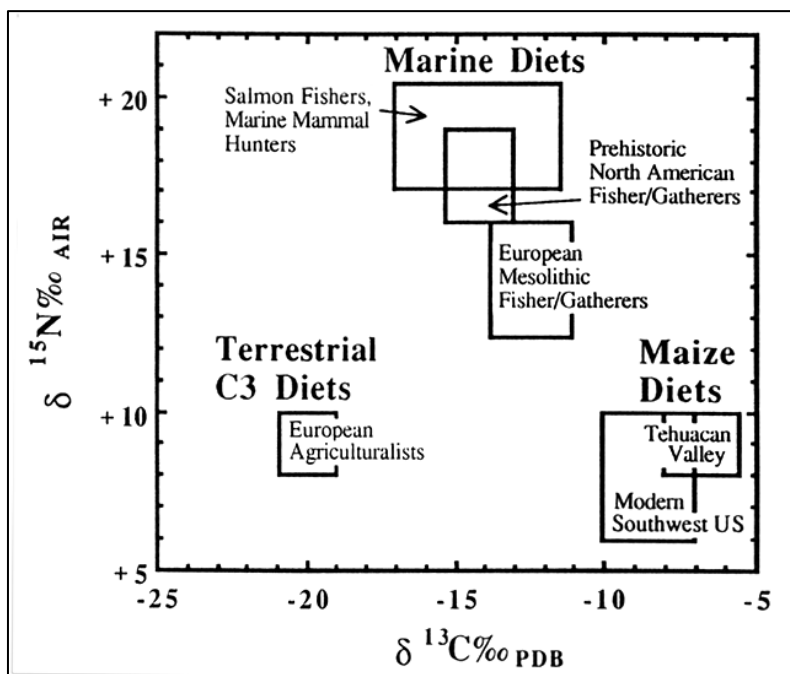 Marine Diets
Salmon Fishers,
Marine Mammal
Hunters
Prehistoric
North American
Fisher/Gatherers
European
Mesolithic
Fisher/Gatherers
Terrestrial
C3 Diets
Maize
Diets
European
Agriculturalists
Tehuacan
Valley
Modern
Southwest US
+ 20
+ 15
+ 10
+ 5
δ 15N‰ AIR
-25 -20 -15 -10 -5
δ 13C‰ PDB